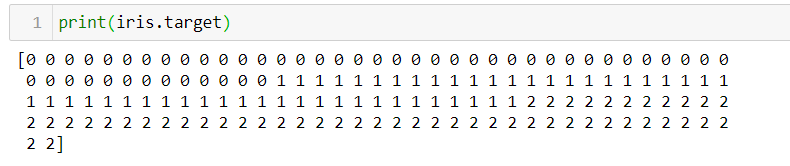 1 print(iris.target)
[0 0 0 0 0 0 0 0 0 0 0 0 0 0 0 0 0 0 0 0 0 0 0 0 0 0 0 0 0 0 0 0 0 0 0 0 0
0 0 0 0 0 0 0 0 0 0 0 0 0 1 1 1 1 1 1 1 1 1 1 1 1 1 1 1 1 1 1 1 1 1 1 1 1
1 1 1 1 1 1 1 1 1 1 1 1 1 1 1 1 1 1 1 1 1 1 1 1 1 1 2 2 2 2 2 2 2 2 2 2 2
2 2 2 2 2 2 2 2 2 2 2 2 2 2 2 2 2 2 2 2 2 2 2 2 2 2 2 2 2 2 2 2 2 2 2 2 2
2 2]